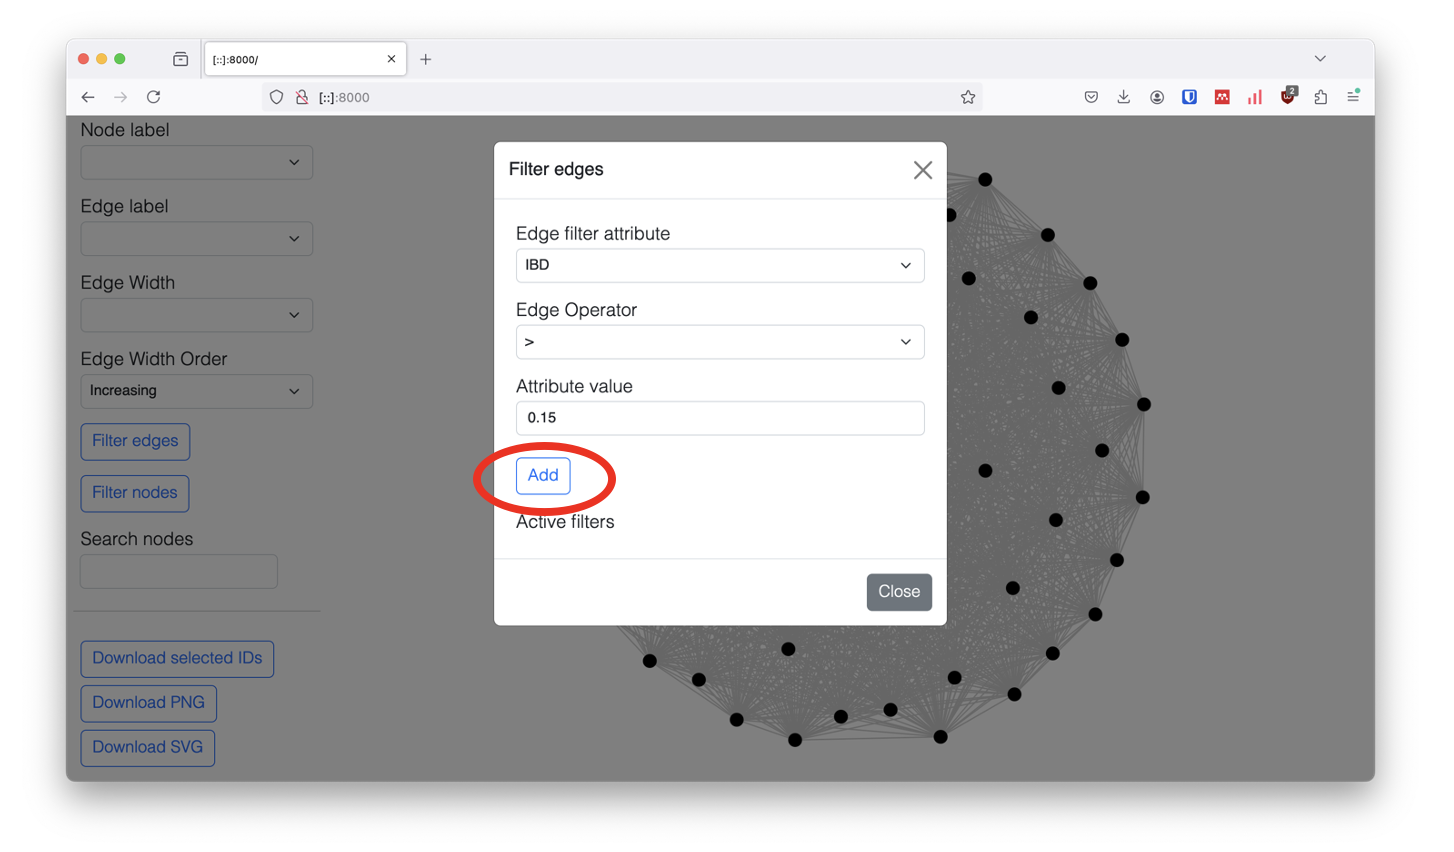 [::]:8000/
[::]:8000
2
Node label
Edge label
Edge Width
Edge Width Order
Increasing
Filter edges
Filter nodes
Search nodes
Download selected IDs
Download PNG
Download SVG
Filter edges
Edge filter attribute
IBD
Edge Operator
>
Attribute value
0.15
Add
Active filters
Close